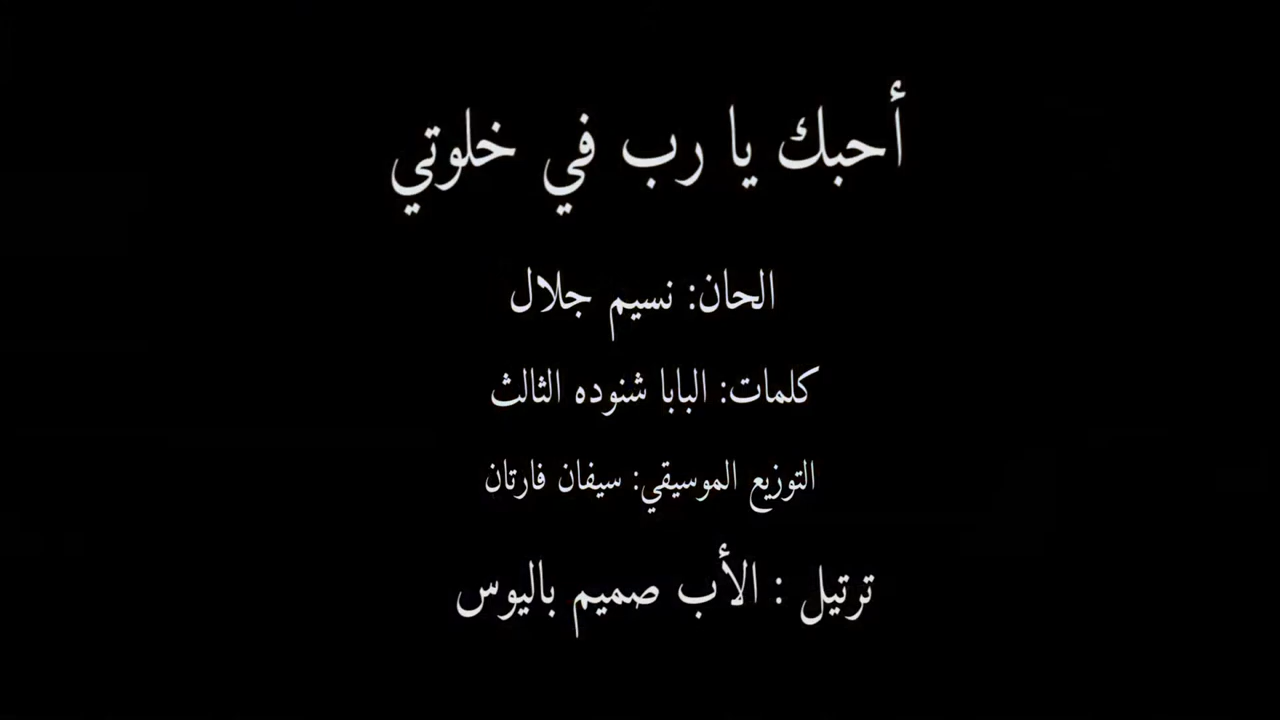 أحبك يا رب في خلوتي
الحان: نسيم جلال
كلمات: البابا شنوده الثالث
التوزيع الموسيقي: سيفان فارتان
ترتيل : الأب صميم باليوس